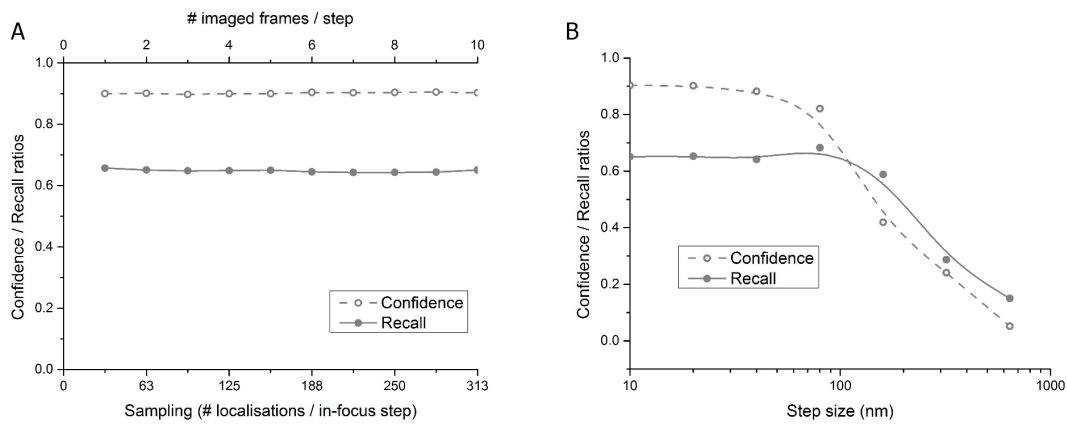 A
# imaged frames / step
0 2 4 6 8 10
1.0
0.8
0.6
0.4
0.2
0.0
Confidence / Recall ratios
Confidence
Recall
0 63 125 188 250 313
Sampling (# localisations / in-focus step)
B
1.0
0.8
0.6
0.4
0.2
0.0
Confidence / Recall ratios
Confidence
Recall
10 100 1000
Step size (nm)